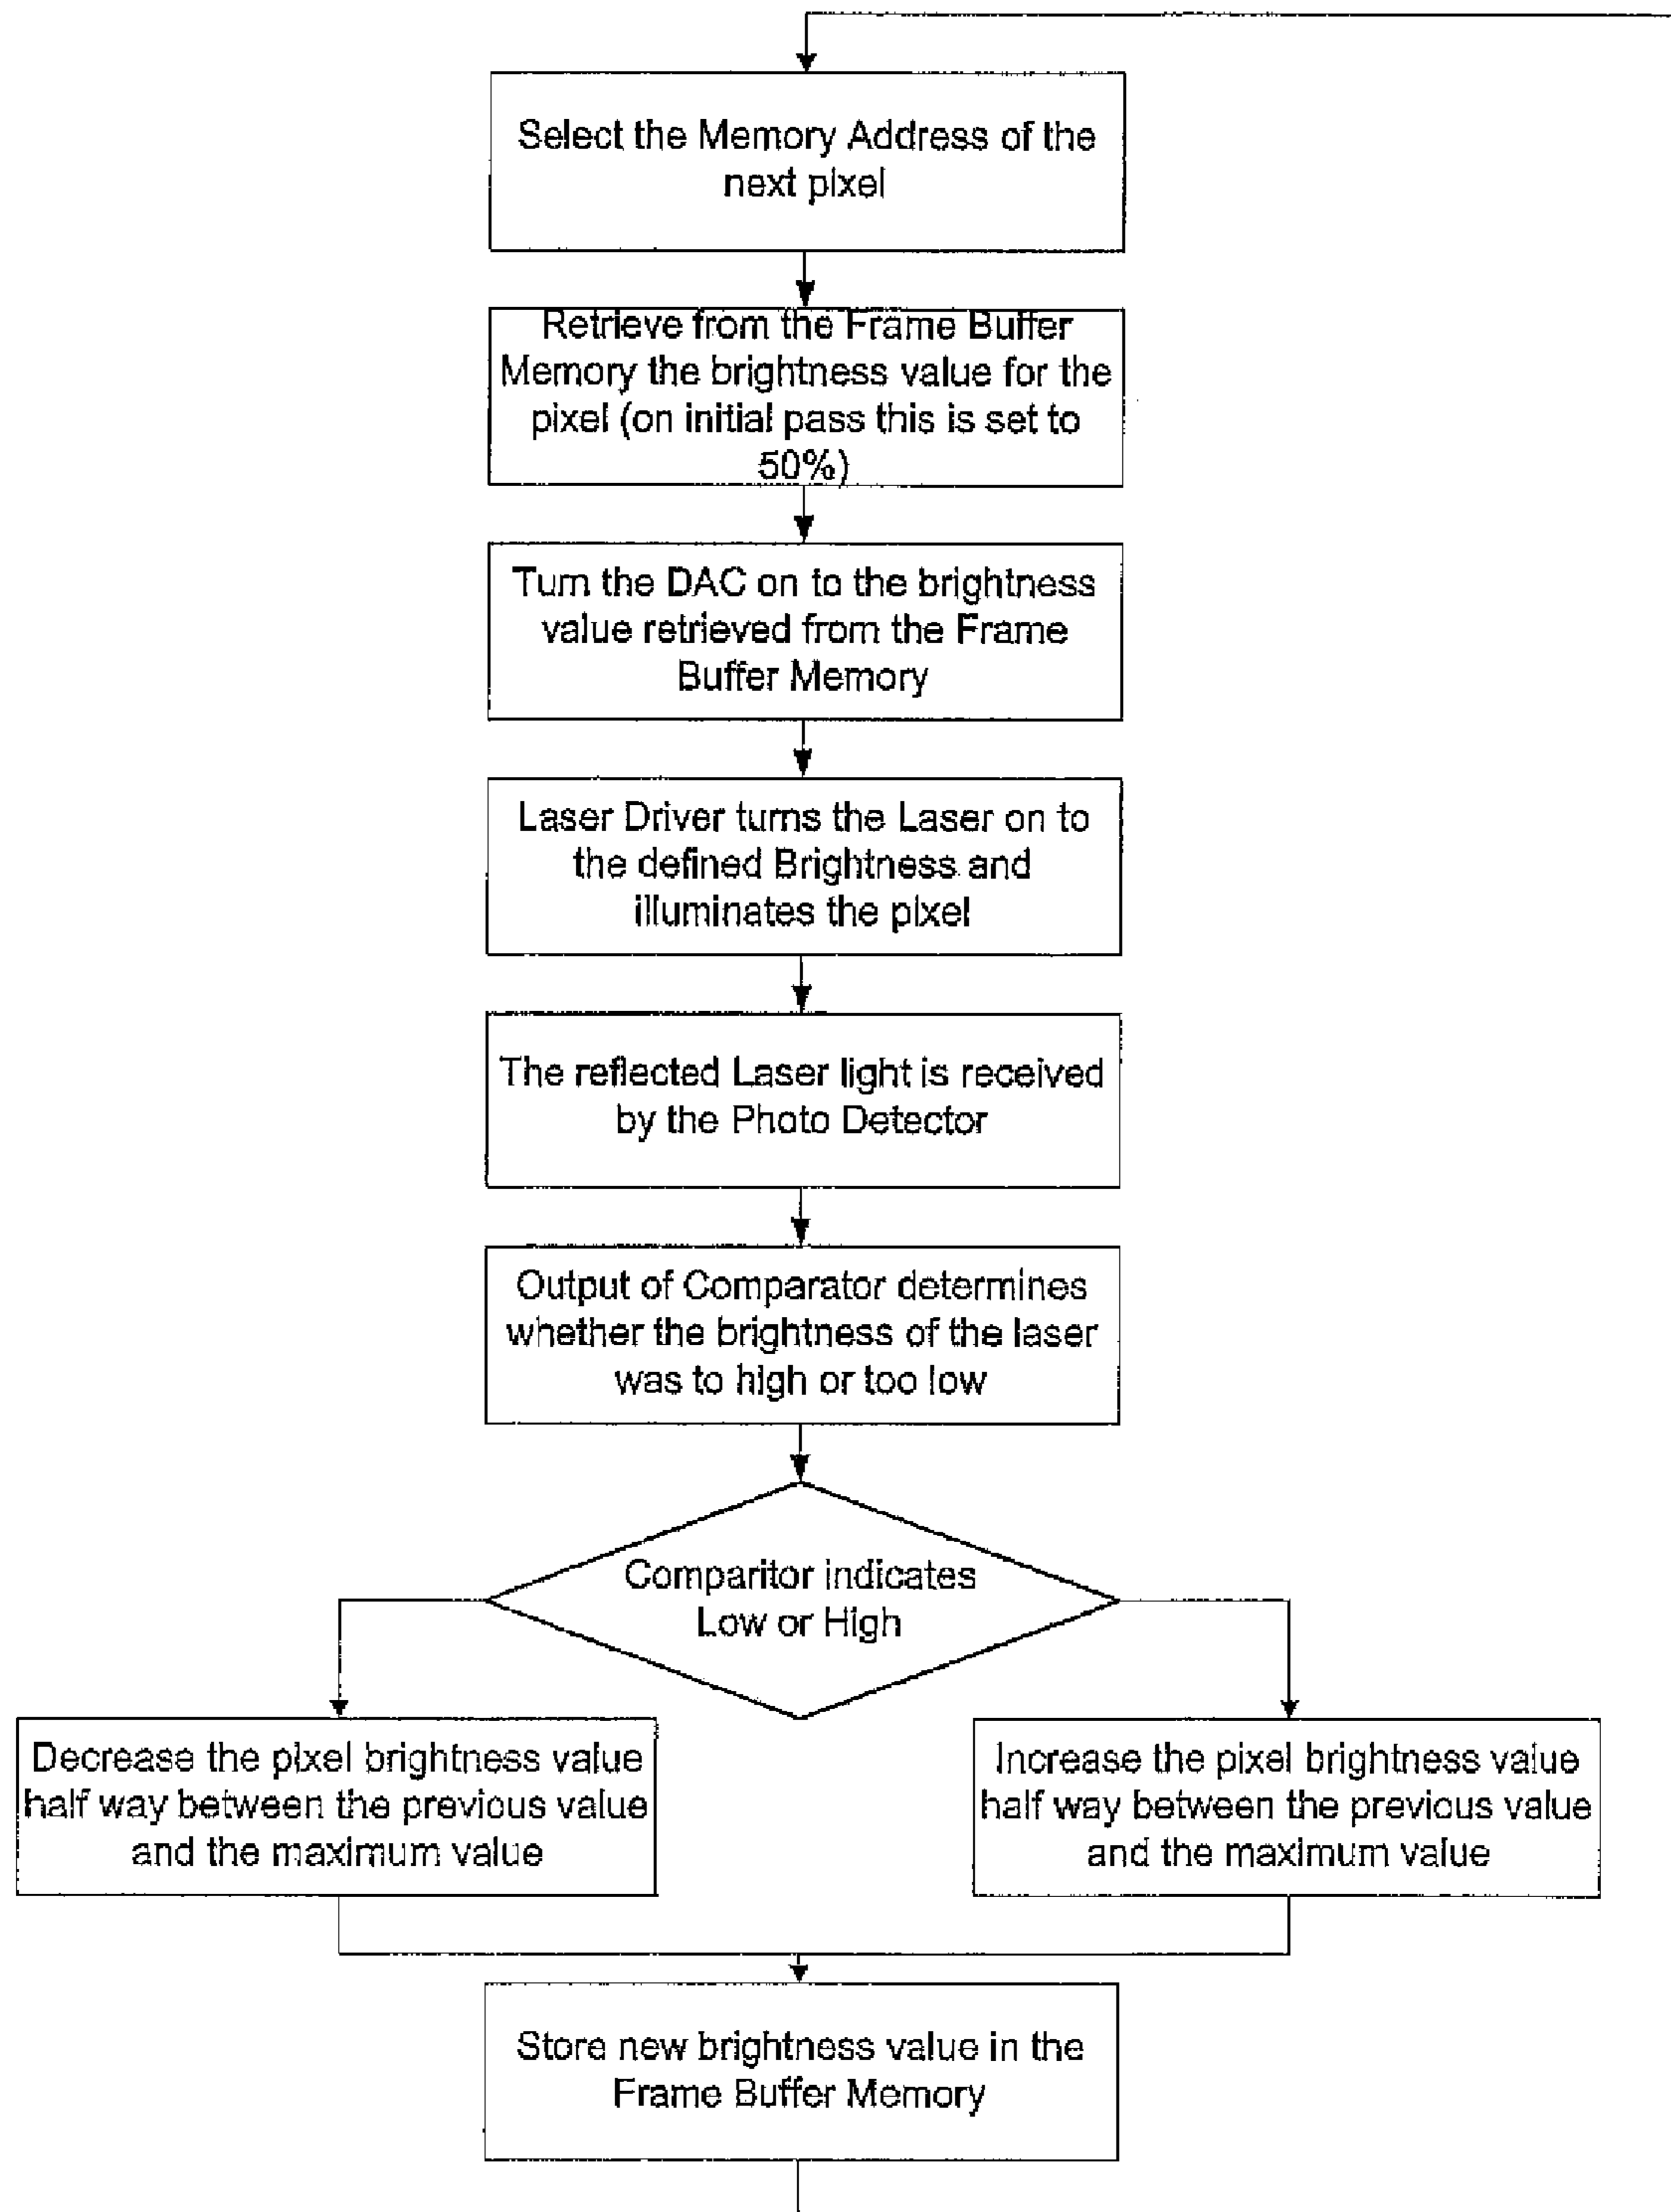 Select the Memory Address of the
next pixel
Retrieve from the Frame Buffer
Memory the brightness value for the
pixel (on initial pass this is set to
50%)
Turn the DAC on to the brightness
value retrieved from the Frame
Buffer Memory
Laser Driver turns the Laser on to
the defined Brightness and
illuminates the pixel
The reflected Laser light is received
by the Photo Detector
Output of Comparator determines
whether the brightness of the laser
was to high or too low
Comparitor indicates
Low or High
Decrease the pixel brightness value
half way between the previous value
and the maximum value
Increase the pixel brightness value
half way between the previous value
and the maximum value
Store new brightness value in the
Frame Buffer Memory